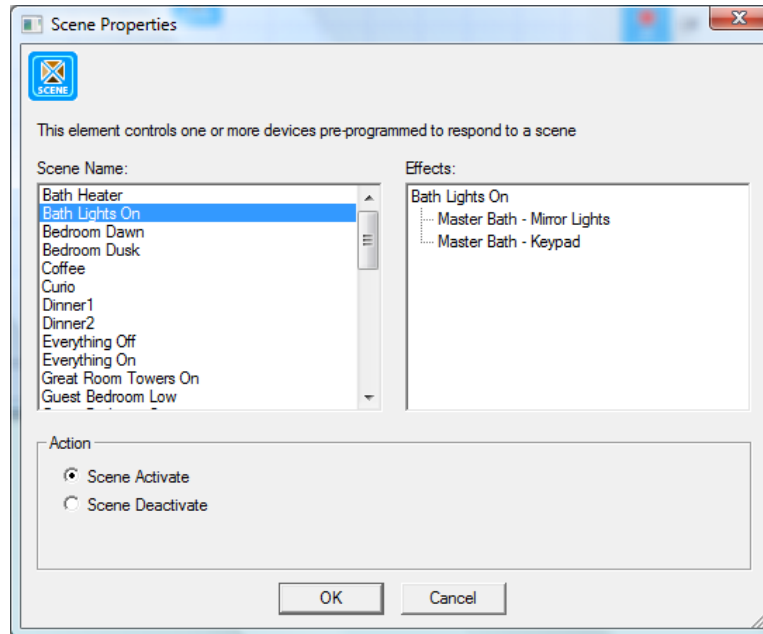 Scene Properties
SCENE
This element controls one or more devices pre-programmed to respond to a scene
Scene Name:
Bath Heater
Bath Lights On
Bedroom Dawn
Bedroom Dusk
Coffee
Curio
Dinner1
Dinner2
Everything Off
Everything On
Great Room Towers On
Guest Bedroom Low
Effects:
Bath Lights On
Master Bath - Mirror Lights
Master Bath - Keypad
Action
Scene Activate
Scene Deactivate
OK
Cancel